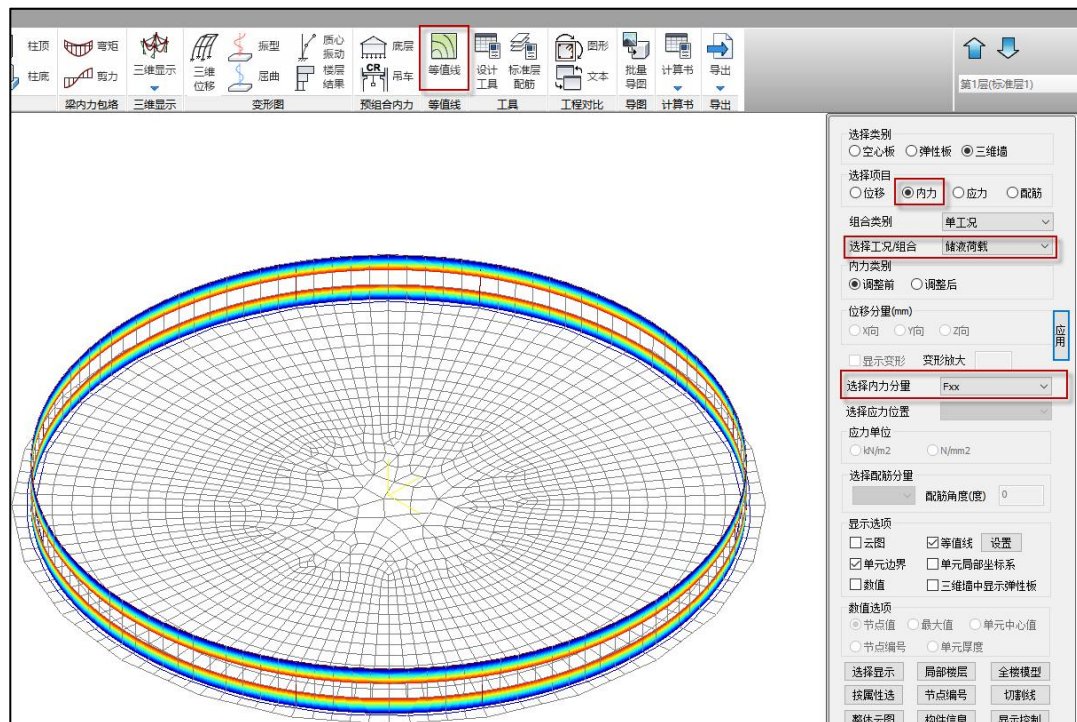 柱顶 弯矩 三维显示 三维位移 振型 质心振动 底层 等值线 设计工具 标准层配筋 图形 批量导图 计算书 导出
柱底 剪力 屈曲 楼层结果 CR 吊车 文本
梁内力包络 三维显示 变形图 预组合内力 等值线 工具 工程对比 导图 计算书 导出
第1层(标准层1)
选择类别
空心板 弹性板 三维墙
选择项目
位移 内力 应力 配筋
组合类别 单工况
选择工况/组合 储液荷载
内力类别
调整前 调整后
位移分量(mm)
X向 Y向 Z向
应用
显示变形 变形放大
选择内力分量 Fxx
选择应力位置
应力单位
kN/m2 N/mm2
选择配筋分量
配筋角度(度) 0
显示选项
云图 等值线 设置
单元边界 单元局部坐标系
数值 三维墙中显示弹性板
数值选项
节点值 最大值 单元中心值
节点编号 单元厚度
选择显示 局部楼层 全楼模型
按属性选 节点编号 切割线
整体云图 构件信息 显示控制